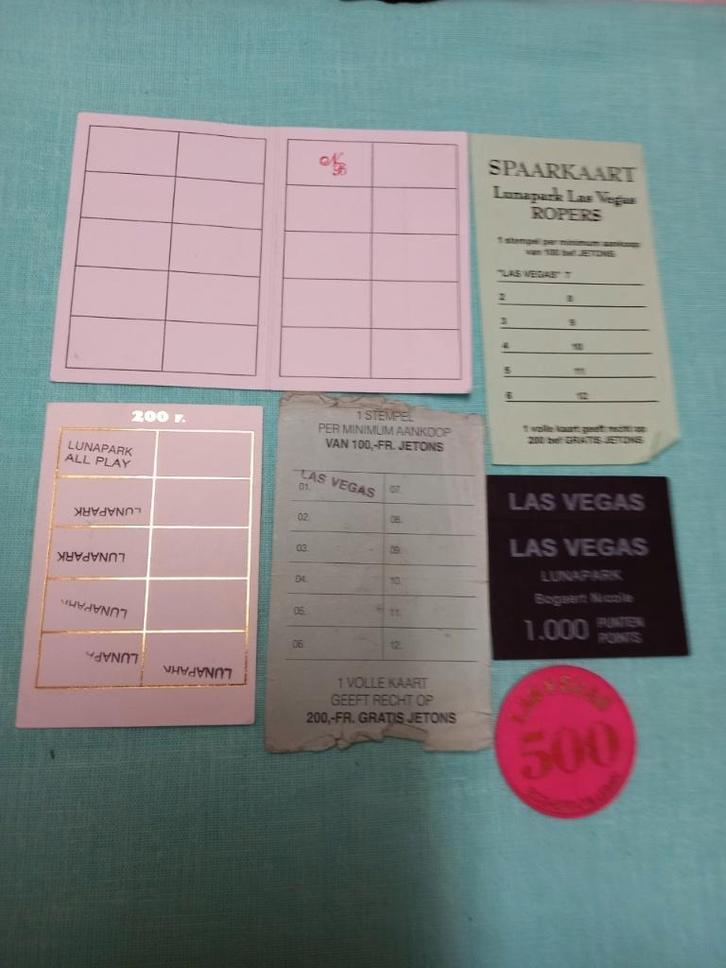 NB
SPAARKAART
Lunapark Las Vegas
ROPERS
1 stempel per minimum aankoop
van 100 bef JETONS
"LAS VEGAS" 7
2 8
3 9
4 10
5 11
6 12
1 volle kaart geeft recht op
200 bef GRATIS JETONS
200 F.
LUNAPARK
ALL PLAY
LUNAPARK
LUNAPARK
LUNAPARK
LUNAPA
LUNAPARK
1 STEMPEL
PER MINIMUM AANKOOP
VAN 100,-FR. JETONS
LAS VEGAS
01. 07.
02. 08.
03. 09.
04. 10.
05. 11.
06. 12.
1 VOLLE KAART
GEEFT RECHT OP
200,-FR. GRATIS JETONS
LAS VEGAS
LAS VEGAS
LUNAPARK
Bogaert Nicole
1.000 PUNTEN
POINTS
500